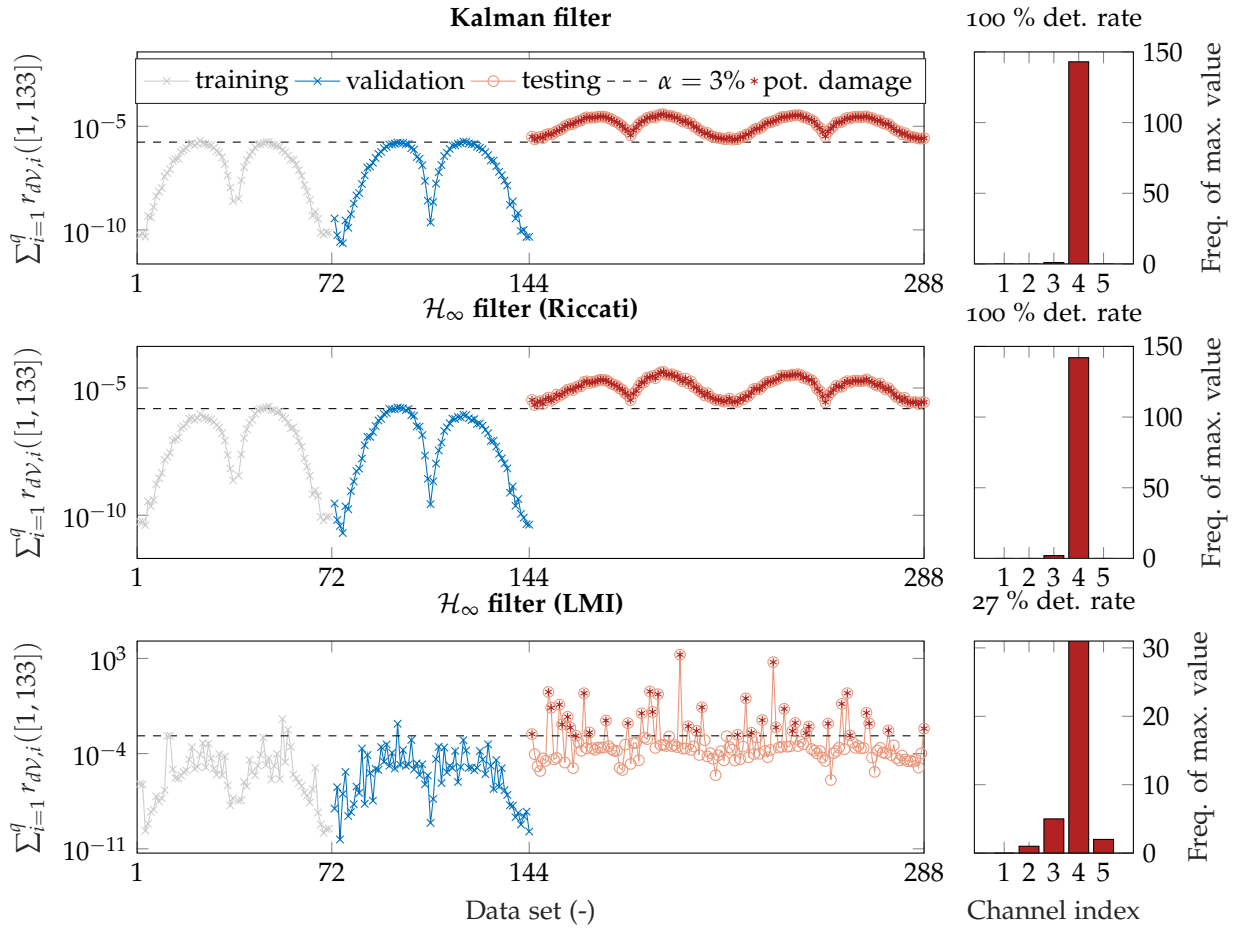 Kalman filter
100 % det. rate
training validation testing α = 3% pot. damage
10⁻⁵
10⁻¹⁰
∑ᵢ₌₁^q r_{dν,i}([1, 133])
1 72 144 288
150
100
50
0
Freq. of max. value
1 2 3 4 5
ℋ∞ filter (Riccati)
100 % det. rate
10⁻⁵
10⁻¹⁰
∑ᵢ₌₁^q r_{dν,i}([1, 133])
1 72 144 288
150
100
50
0
Freq. of max. value
1 2 3 4 5
ℋ∞ filter (LMI)
27 % det. rate
10³
10⁻⁴
10⁻¹¹
∑ᵢ₌₁^q r_{dν,i}([1, 133])
1 72 144 288
30
20
10
0
Freq. of max. value
1 2 3 4 5
Data set (-)
Channel index